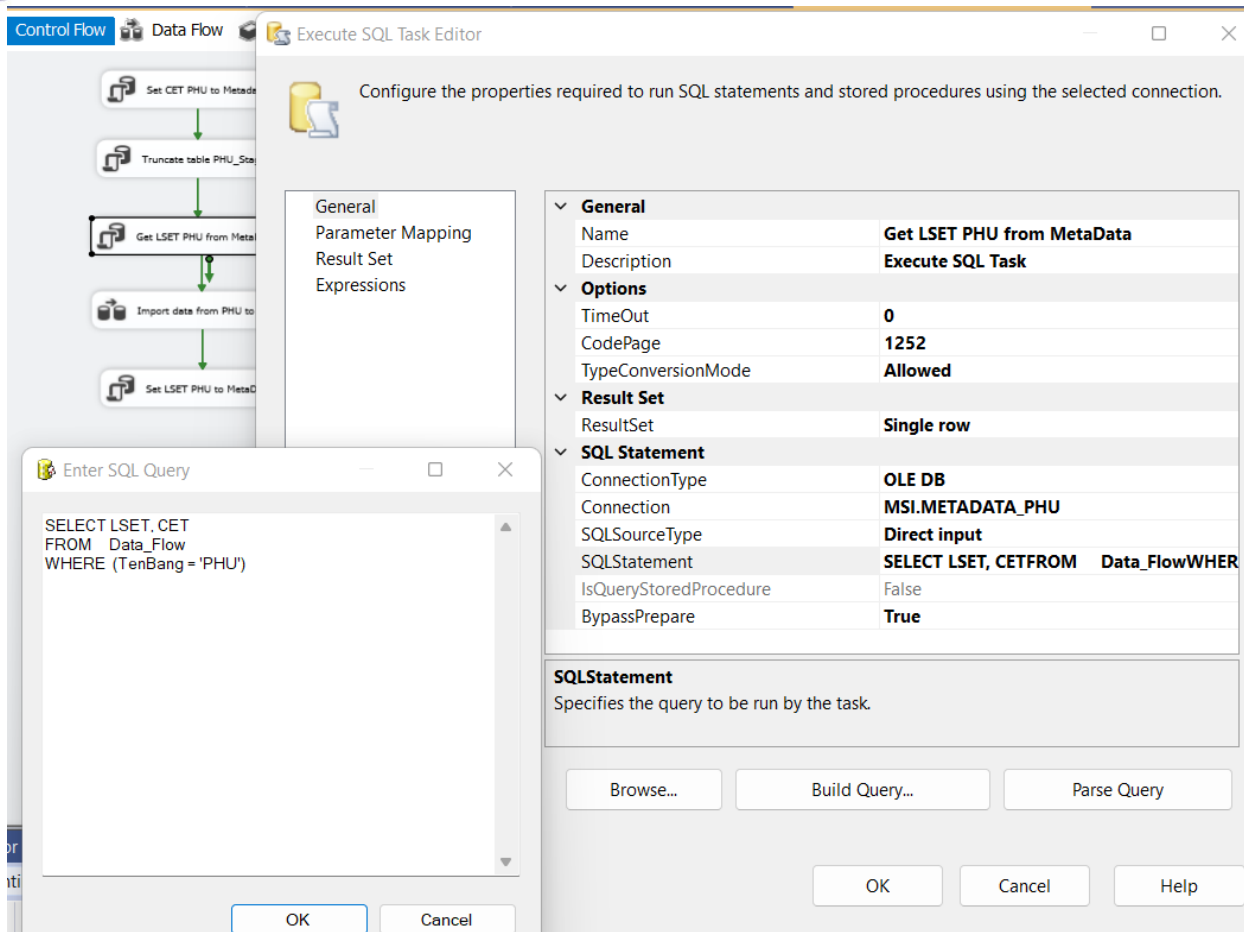 Control Flow
Data Flow
Execute SQL Task Editor
Set CET PHU to Metada
Truncate table PHU_Sta
Get LSET PHU from Meta
Import data from PHU to
Set LSET PHU to MetaD
Configure the properties required to run SQL statements and stored procedures using the selected connection.
General
Parameter Mapping
Result Set
Expressions
General
Name Get LSET PHU from MetaData
Description Execute SQL Task
Options
TimeOut 0
CodePage 1252
TypeConversionMode Allowed
Result Set
ResultSet Single row
SQL Statement
ConnectionType OLE DB
Connection MSI.METADATA_PHU
SQLSourceType Direct input
SQLStatement SELECT LSET, CETFROM Data_FlowWHER
IsQueryStoredProcedure False
BypassPrepare True
SQLStatement
Specifies the query to be run by the task.
Browse...
Build Query...
Parse Query
OK
Cancel
Help
Enter SQL Query
SELECT LSET, CET
FROM Data_Flow
WHERE (TenBang = 'PHU')
OK
Cancel